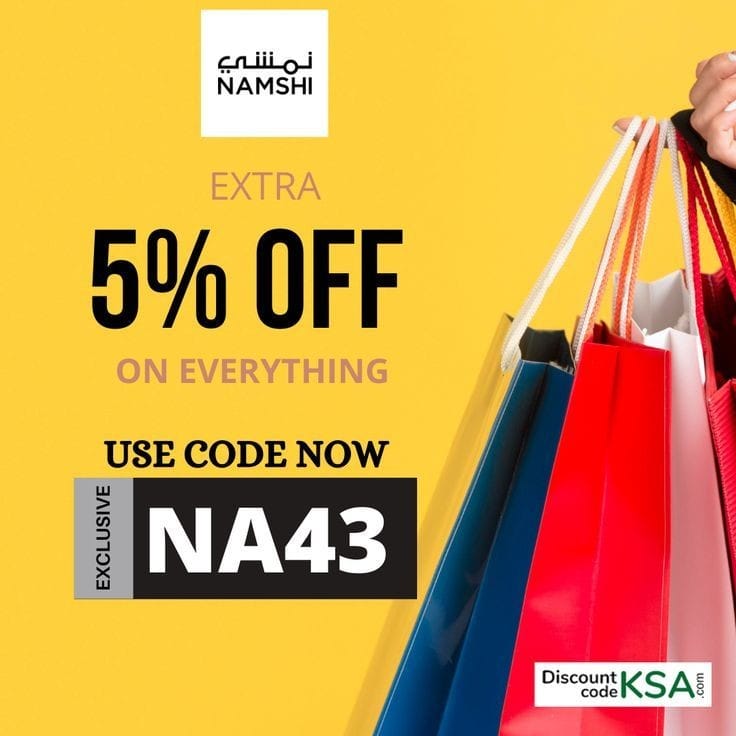 نمشي
NAMSHI
EXTRA
5% OFF
ON EVERYTHING
USE CODE NOW
EXCLUSIVE
NA43
Discount
code KSA.com